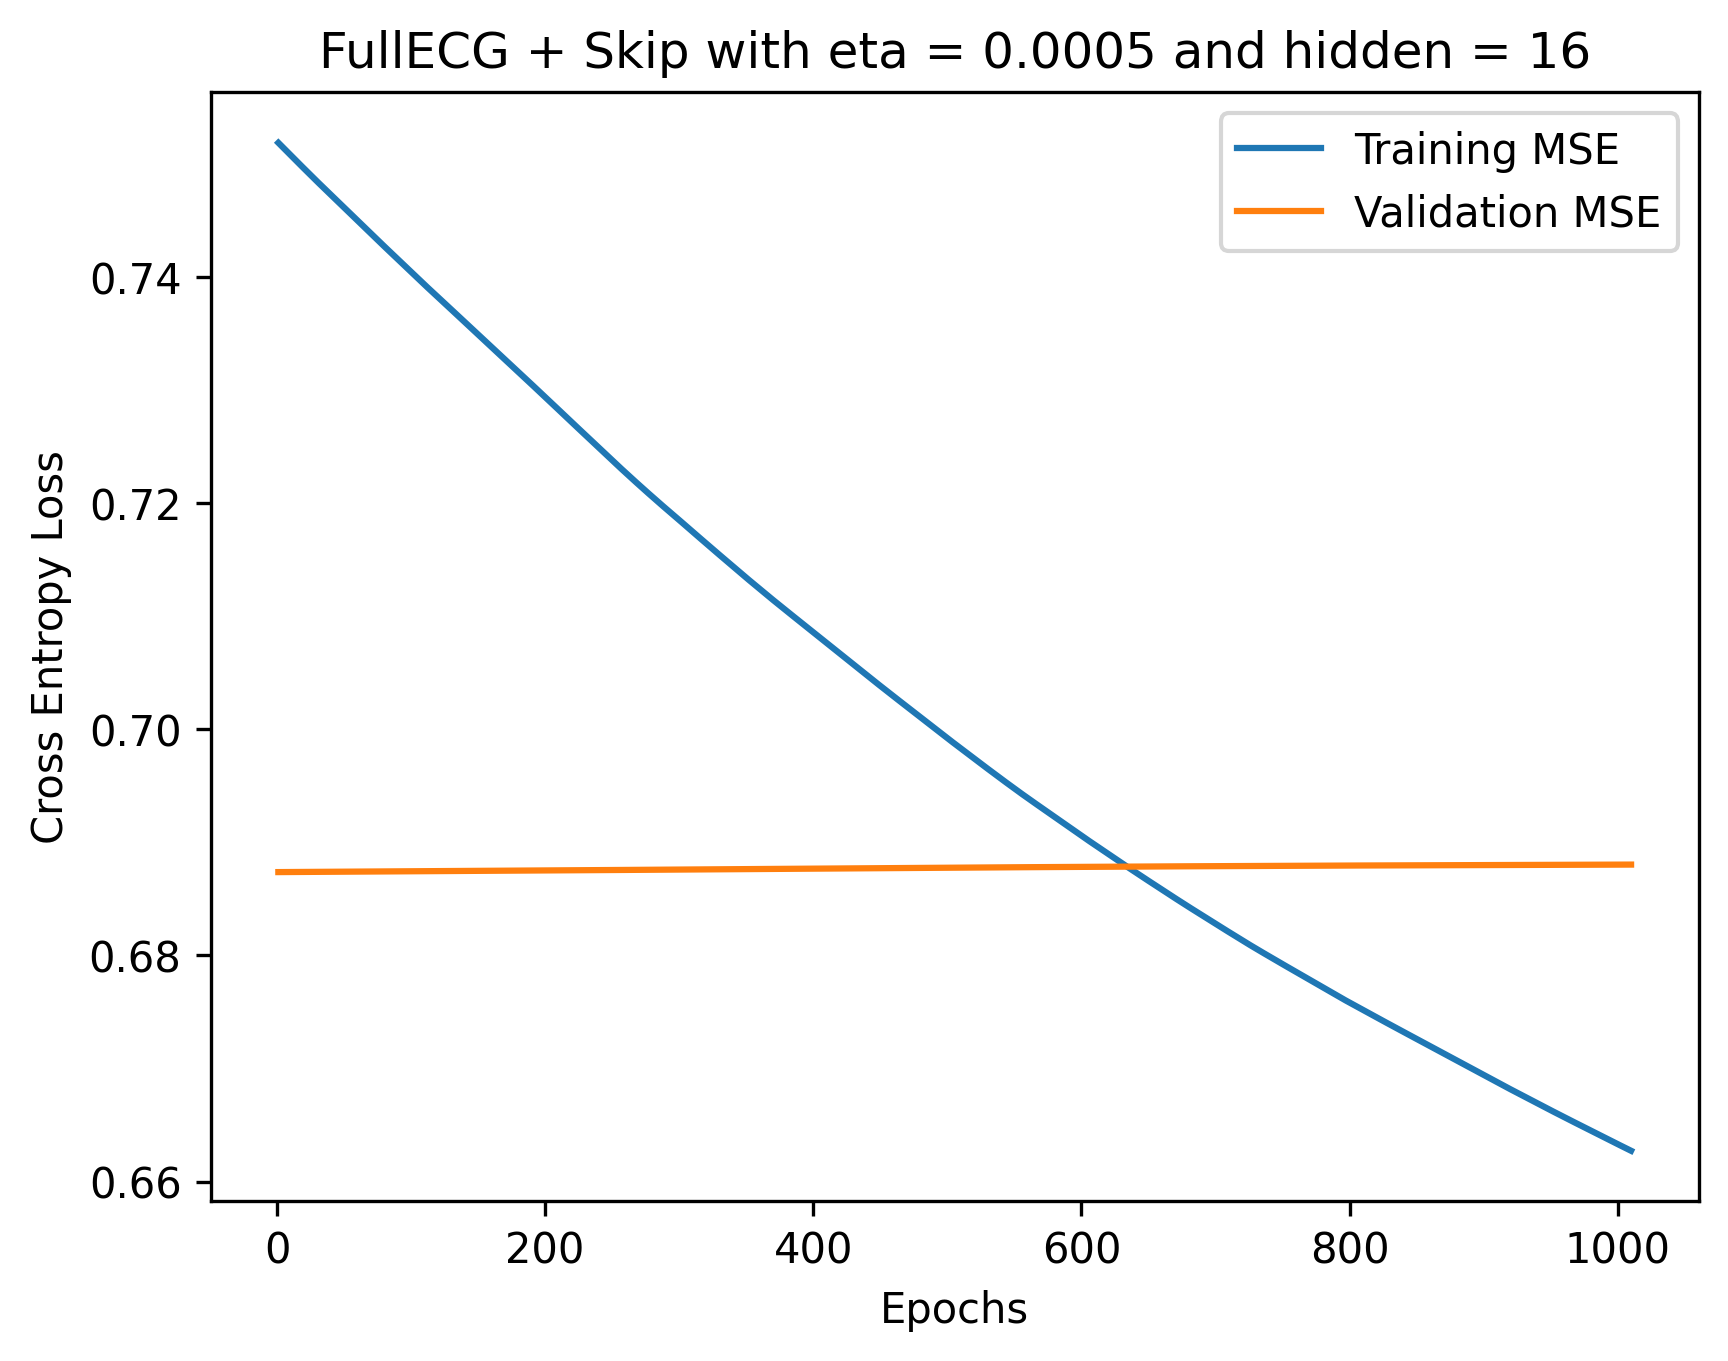 FullECG + Skip with eta = 0.0005 and hidden = 16
Training MSE
Validation MSE
Cross Entropy Loss
0.74
0.72
0.70
0.68
0.66
0
200
400
600
800
1000
Epochs